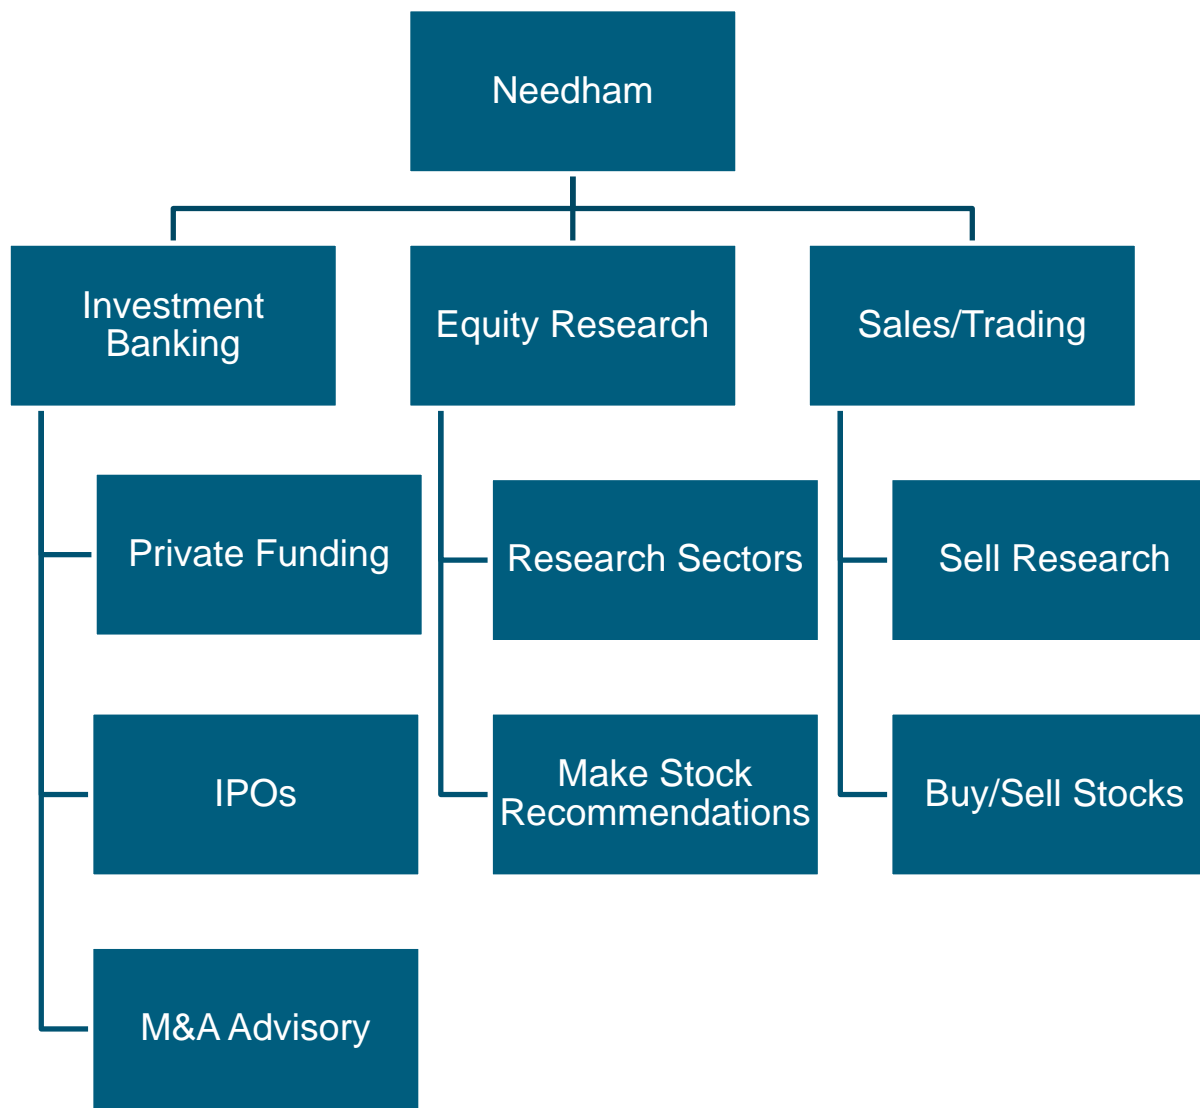 Needham
Investment
Banking
Equity Research
Sales/Trading
Private Funding
Research Sectors
Sell Research
IPOs
Make Stock
Recommendations
Buy/Sell Stocks
M&A Advisory